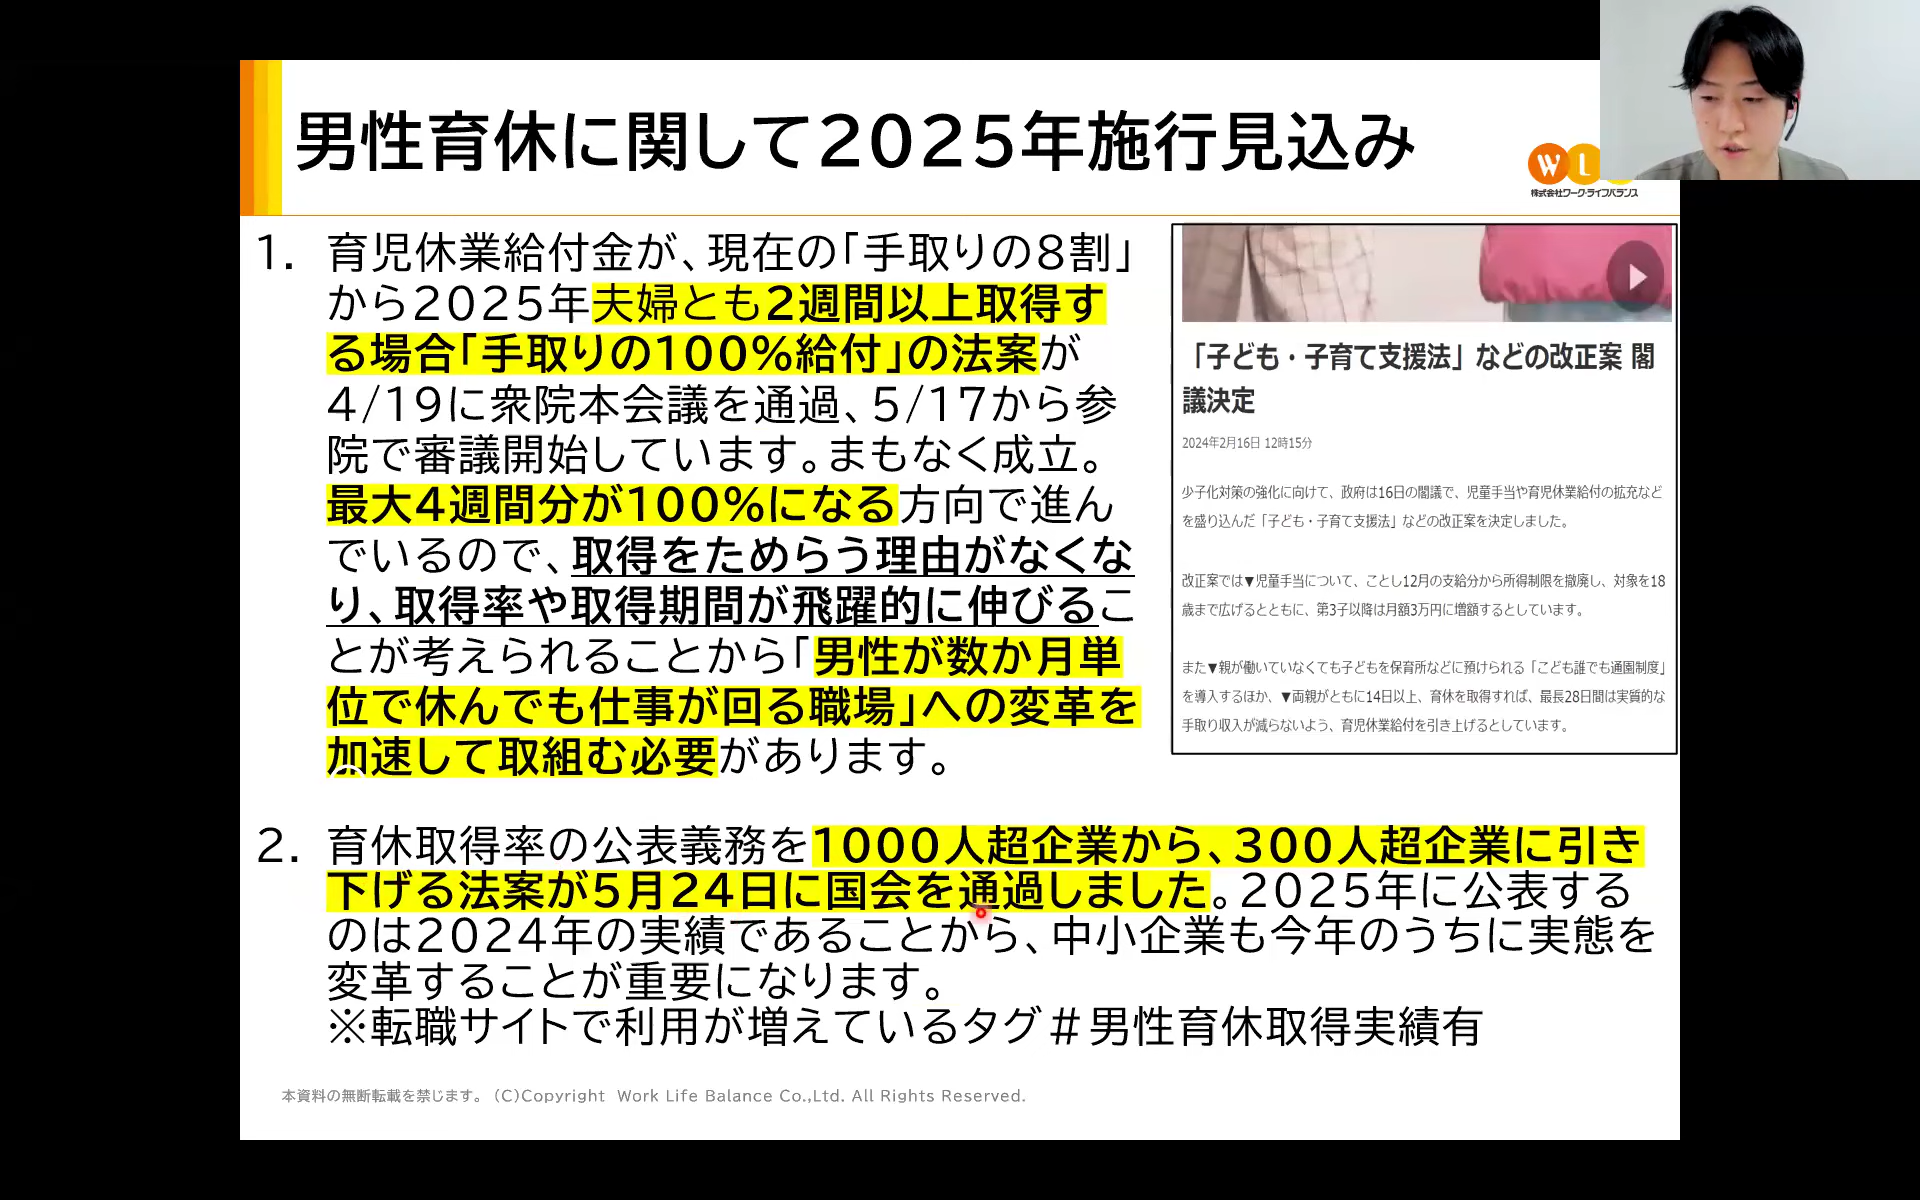 男性育休に関して2025年施行見込み
W L
株式会社ワーク・ライフバランス
1. 育児休業給付金が、現在の「手取りの8割」
から2025年夫婦とも2週間以上取得す
る場合「手取りの100%給付」の法案が
4/19に衆院本会議を通過、5/17から参
院で審議開始しています。まもなく成立。
最大4週間分が100%になる方向で進ん
でいるので、取得をためらう理由がなくな
り、取得率や取得期間が飛躍的に伸びるこ
とが考えられることから「男性が数か月単
位で休んでも仕事が回る職場」への変革を
加速して取組む必要があります。
「子ども・子育て支援法」などの改正案 閣
議決定
2024年2月16日 12時15分
少子化対策の強化に向けて、政府は16日の閣議で、児童手当や育児休業給付の拡充など
を盛り込んだ「子ども・子育て支援法」などの改正案を決定しました。
改正案では▼児童手当について、ことし12月の支給分から所得制限を撤廃し、対象を18
歳まで広げるとともに、第3子以降は月額3万円に増額するとしています。
また▼親が働いていなくても子どもを保育所などに預けられる「こども誰でも通園制度」
を導入するほか、▼両親がともに14日以上、育休を取得すれば、最長28日間は実質的な
手取り収入が減らないよう、育児休業給付を引き上げるとしています。
2. 育休取得率の公表義務を1000人超企業から、300人超企業に引き
下げる法案が5月24日に国会を通過しました。2025年に公表する
のは2024年の実績であることから、中小企業も今年のうちに実態を
変革することが重要になります。
※転職サイトで利用が増えているタグ＃男性育休取得実績有
本資料の無断転載を禁じます。(C)Copyright Work Life Balance Co.,Ltd. All Rights Reserved.